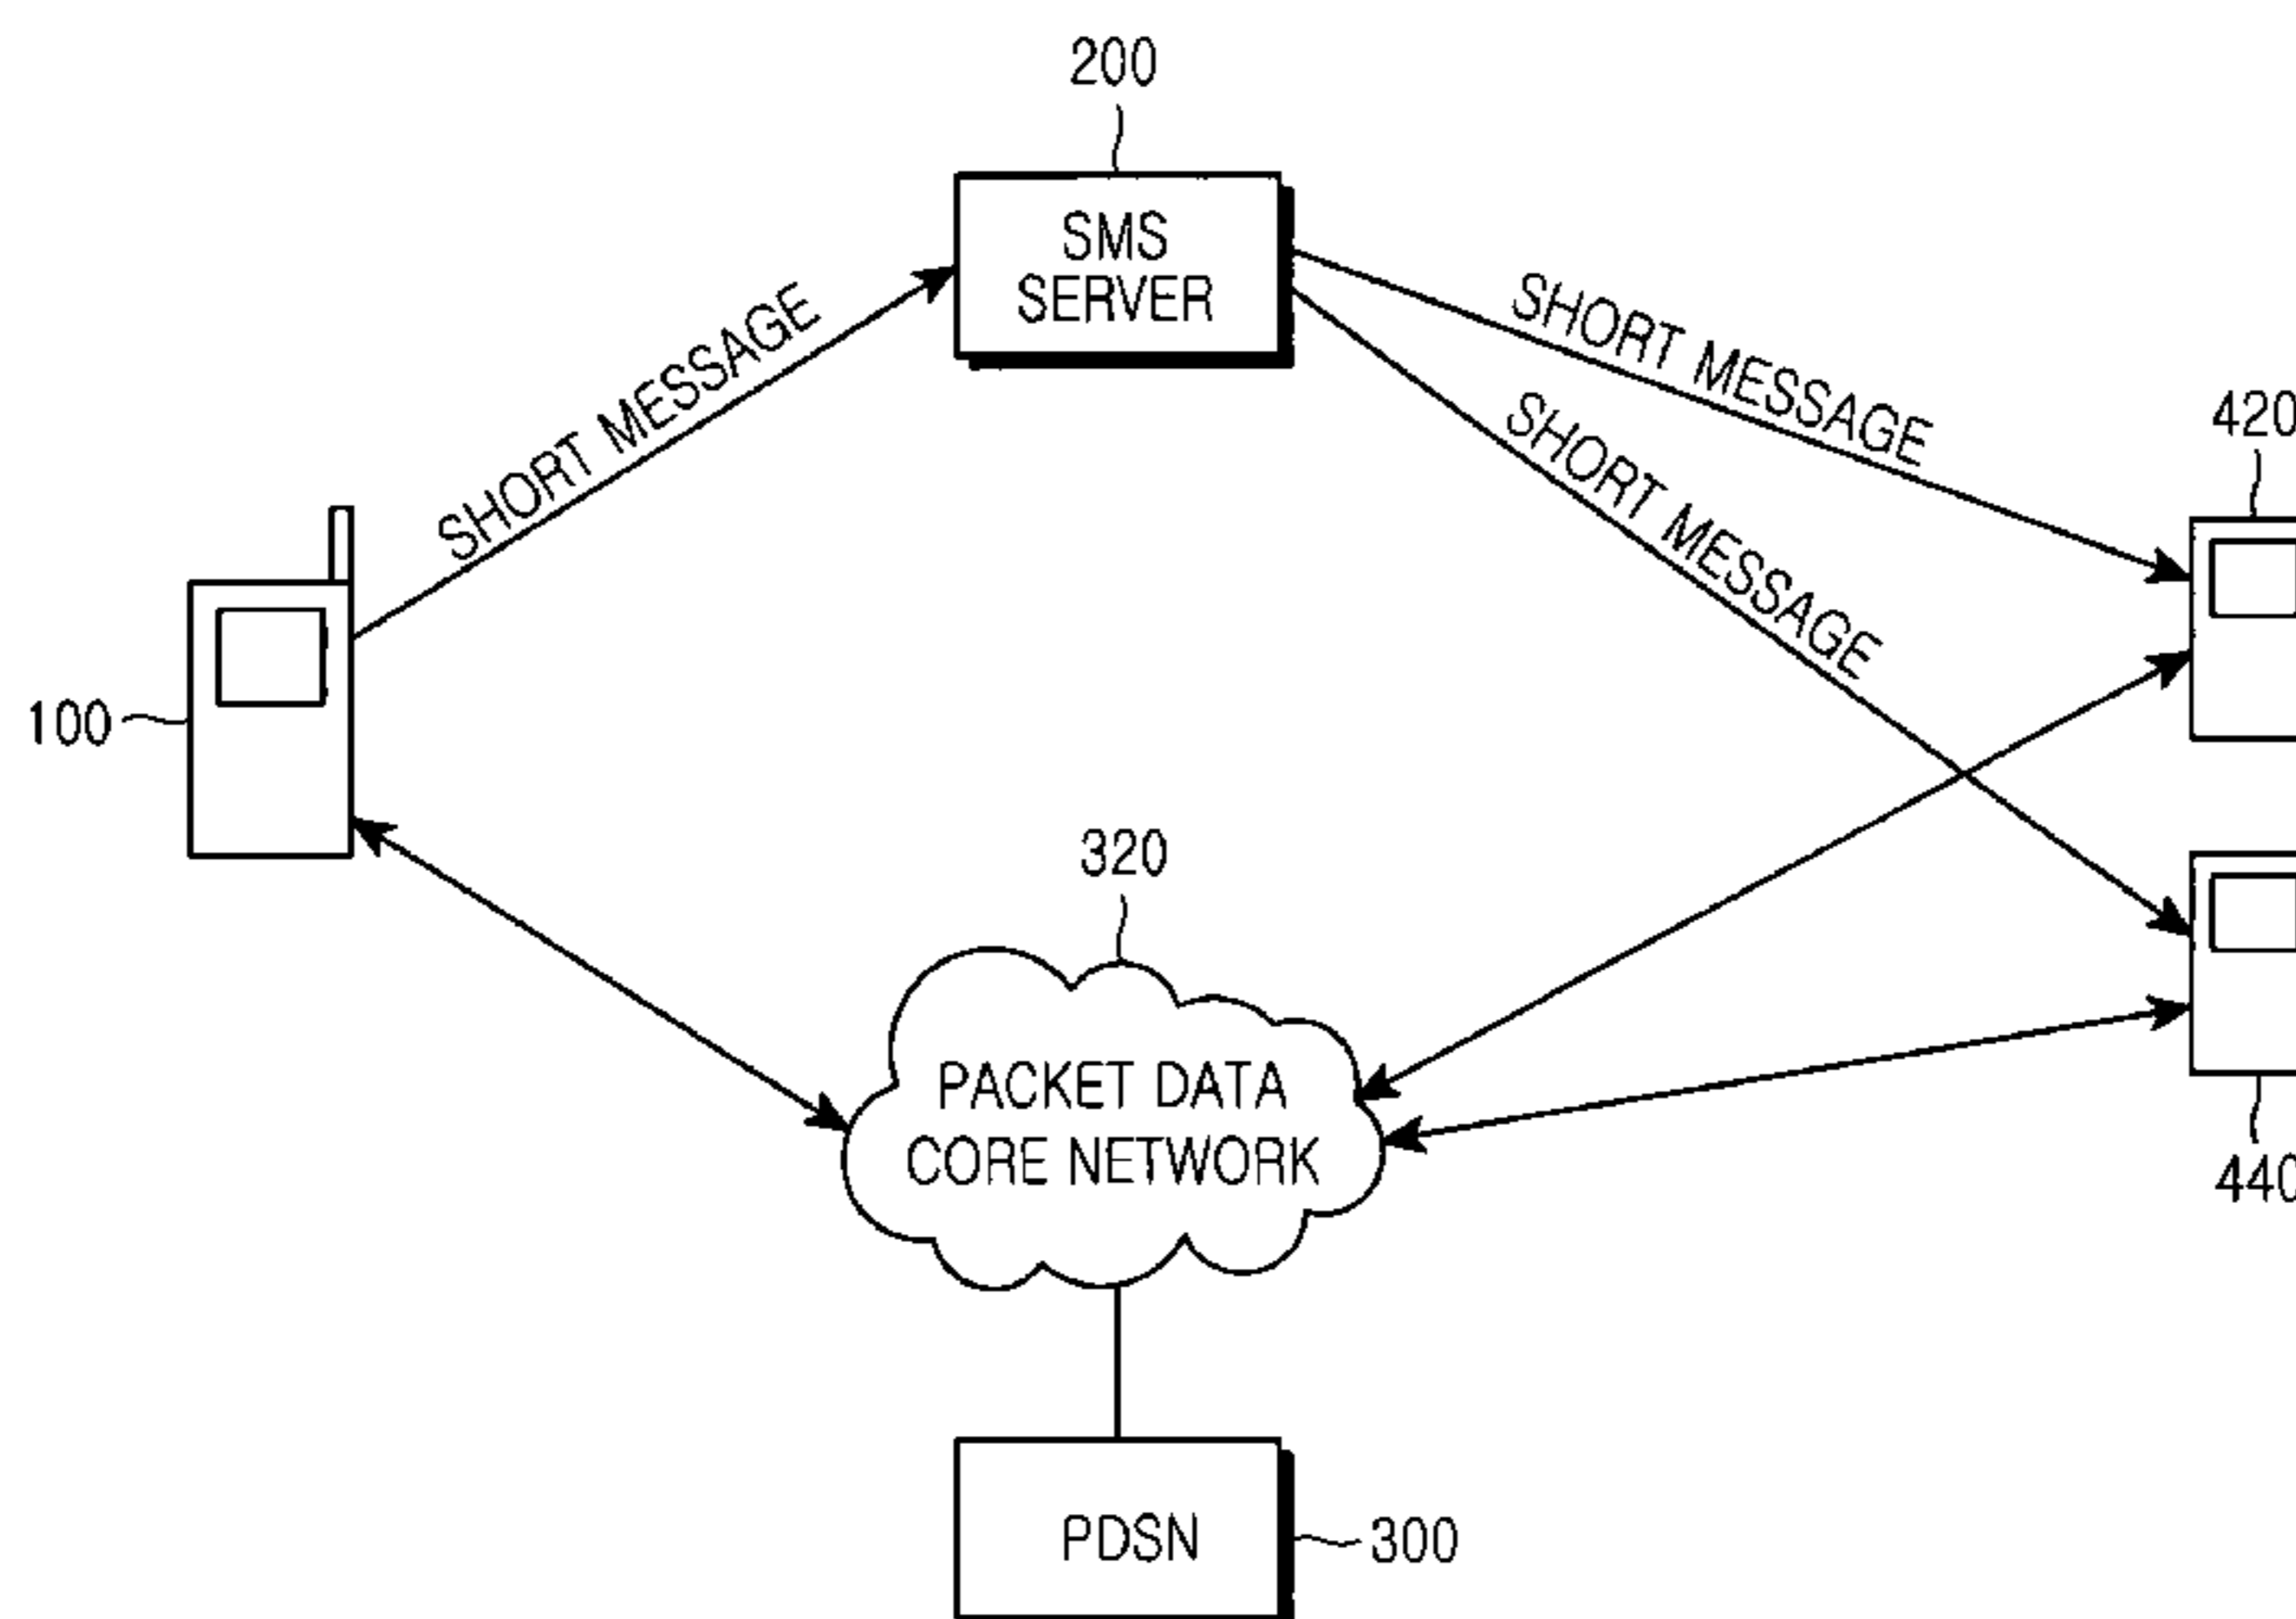 200
SMS
SERVER
SHORT MESSAGE
SHORT MESSAGE
SHORT MESSAGE
420
100
320
PACKET DATA
CORE NETWORK
440
PDSN
300